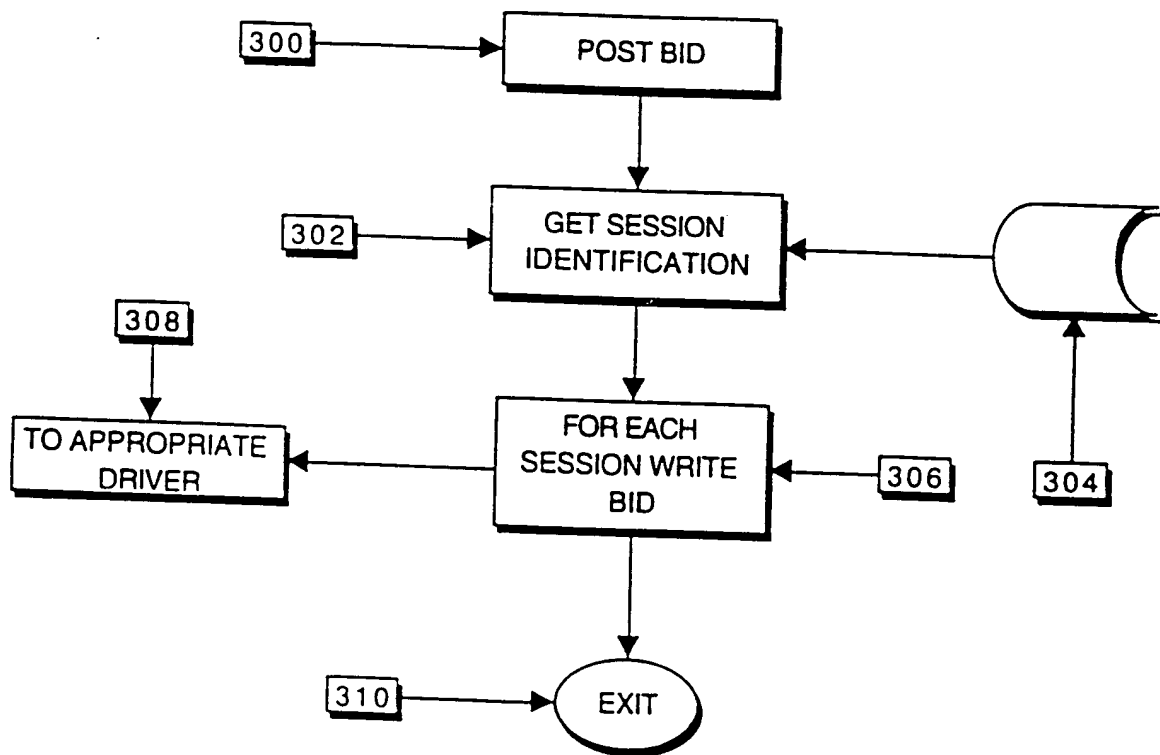 300
POST BID
302
GET SESSION
IDENTIFICATION
308
TO APPROPRIATE
DRIVER
FOR EACH
SESSION WRITE
BID
306
304
310
EXIT